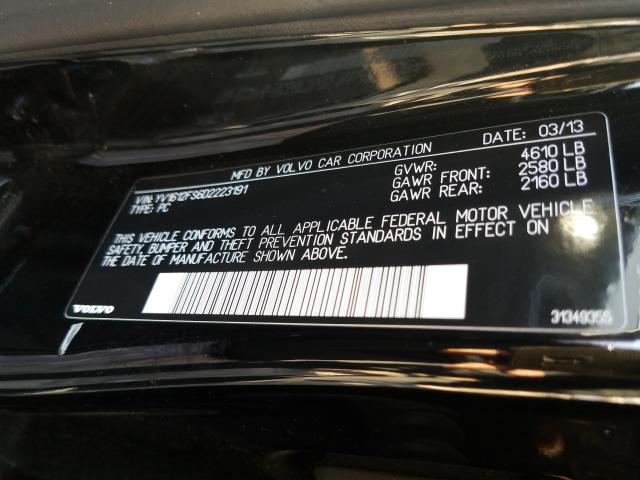 MFD BY VOLVO CAR CORPORATION DATE: 03/13
VIN: YV1612FS6D2223191 GVWR: 4610 LB
TYPE: PC GAWR FRONT: 2580 LB
GAWR REAR: 2160 LB
THIS VEHICLE CONFORMS TO ALL APPLICABLE FEDERAL MOTOR VEHICLE
SAFETY, BUMPER AND THEFT PREVENTION STANDARDS IN EFFECT ON
THE DATE OF MANUFACTURE SHOWN ABOVE.
VOLVO 31349355